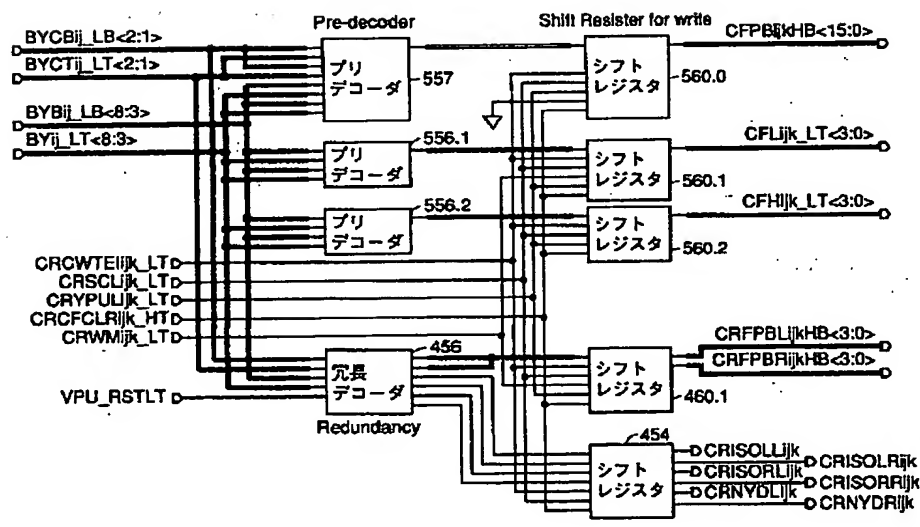 Pre-decoder
Shift Resister for write
BYCBij_LB<2:1>
BYCTij_LT<2:1>
BYBij_LB<8:3>
BYij_LT<8:3>
プリ
デコーダ
557
シフト
レジスタ
560.0
CFPBijkHB<15:0>
プリ
デコーダ
556.1
シフト
レジスタ
560.1
CFLijk_LT<3:0>
プリ
デコーダ
556.2
シフト
レジスタ
560.2
CFHijk_LT<3:0>
CRCWTEijk_LT
CRSCLijk_LT
CRYPULijk_LT
CRCFCLRijk_HT
CRWMijk_LT
VPU_RSTLT
冗長
デコーダ
456
Redundancy
シフト
レジスタ
460.1
CRFPBLijkHB<3:0>
CRFPBRijkHB<3:0>
シフト
レジスタ
454
CRISOLLijk
CRISOLRijk
CRISORLijk
CRISORRijk
CRNYDLijk
CRNYDRijk